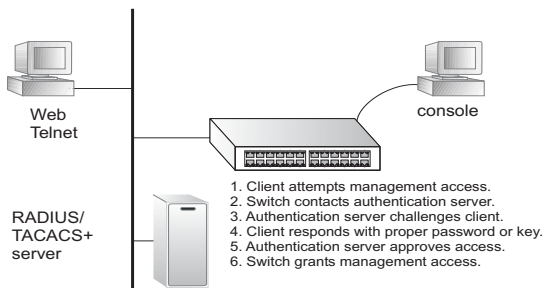 Web
Telnet
console
RADIUS/
TACACS+
server
1. Client attempts management access.
2. Switch contacts authentication server.
3. Authentication server challenges client.
4. Client responds with proper password or key.
5. Authentication server approves access.
6. Switch grants management access.